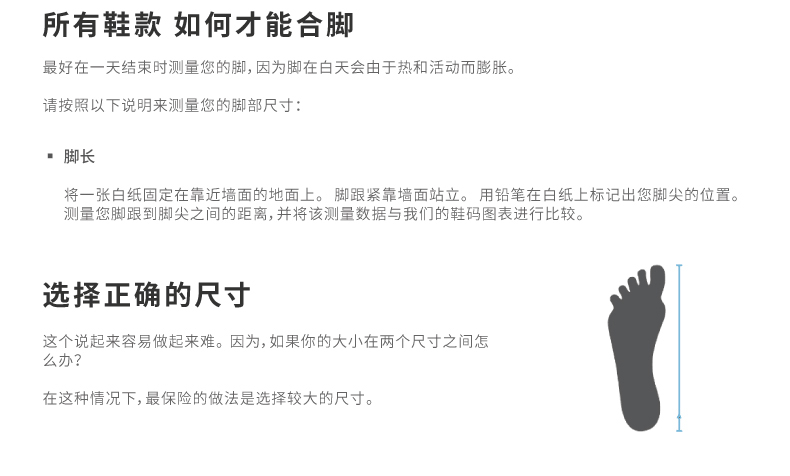 所有鞋款 如何才能合脚
最好在一天结束时测量您的脚，因为脚在白天会由于热和活动而膨胀。
请按照以下说明来测量您的脚部尺寸：
▪ 脚长
将一张白纸固定在靠近墙面的地面上。 脚跟紧靠墙面站立。 用铅笔在白纸上标记出您脚尖的位置。
测量您脚跟到脚尖之间的距离，并将该测量数据与我们的鞋码图表进行比较。
选择正确的尺寸
这个说起来容易做起来难。因为，如果你的大小在两个尺寸之间怎
么办？
在这种情况下，最保险的做法是选择较大的尺寸。